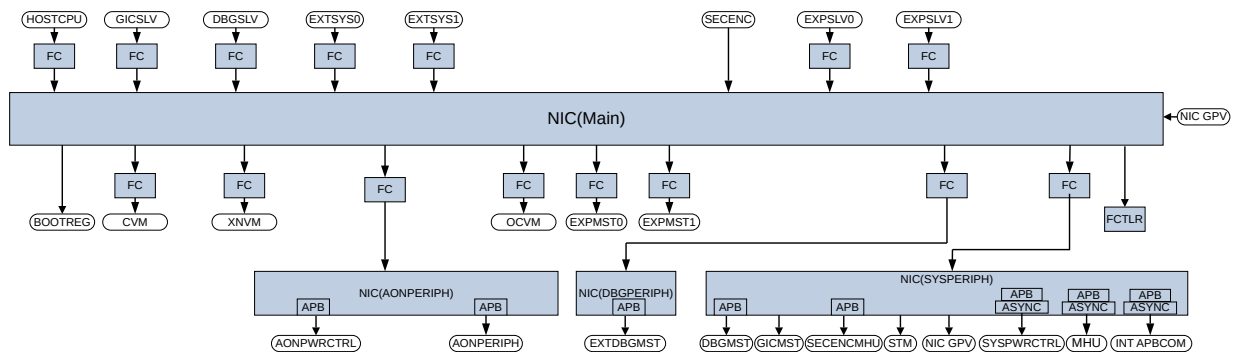 HOSTCPU GICSLV DBGSLV EXTSYS0 EXTSYS1 SECENC EXPSLV0 EXPSLV1
FC FC FC FC FC FC FC
NIC(Main)
NIC GPV
FC FC FC FC FC FC FC FC
BOOTREG CVM XNVM OCVM EXPMST0 EXPMST1 FCTLR
NIC(AONPERIPH) NIC(DBGPERIPH) NIC(SYSPERIPH)
APB APB APB APB APB APB APB APB
ASYNC ASYNC ASYNC
AONPWRCTRL AONPERIPH EXTDBGMST DBGMST GICMST SECENCMHU STM NIC GPV SYSPWRCTRL MHU INT APBCOM